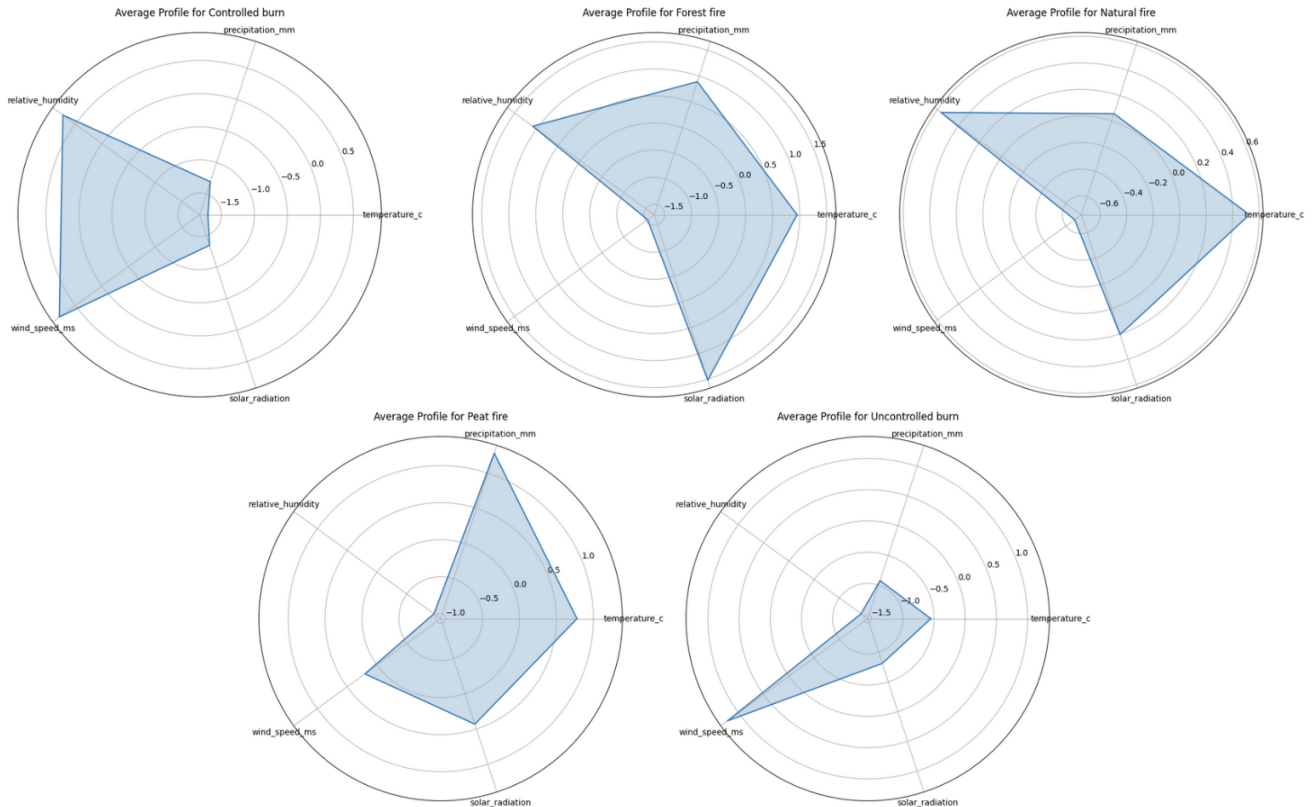 Average Profile for Controlled burn
precipitation_mm
relative_humidity
0.5
0.0
−0.5
−1.0
−1.5
temperature_c
wind_speed_ms
solar_radiation
Average Profile for Forest fire
precipitation_mm
relative_humidity
1.5
1.0
0.5
0.0
−0.5
−1.0
−1.5
temperature_c
wind_speed_ms
solar_radiation
Average Profile for Natural fire
precipitation_mm
relative_humidity
0.6
0.4
0.2
0.0
−0.2
−0.4
−0.6
temperature_c
wind_speed_ms
solar_radiation
Average Profile for Peat fire
precipitation_mm
relative_humidity
1.0
0.5
0.0
−0.5
−1.0
temperature_c
wind_speed_ms
solar_radiation
Average Profile for Uncontrolled burn
precipitation_mm
relative_humidity
1.0
0.5
0.0
−0.5
−1.0
−1.5
temperature_c
wind_speed_ms
solar_radiation